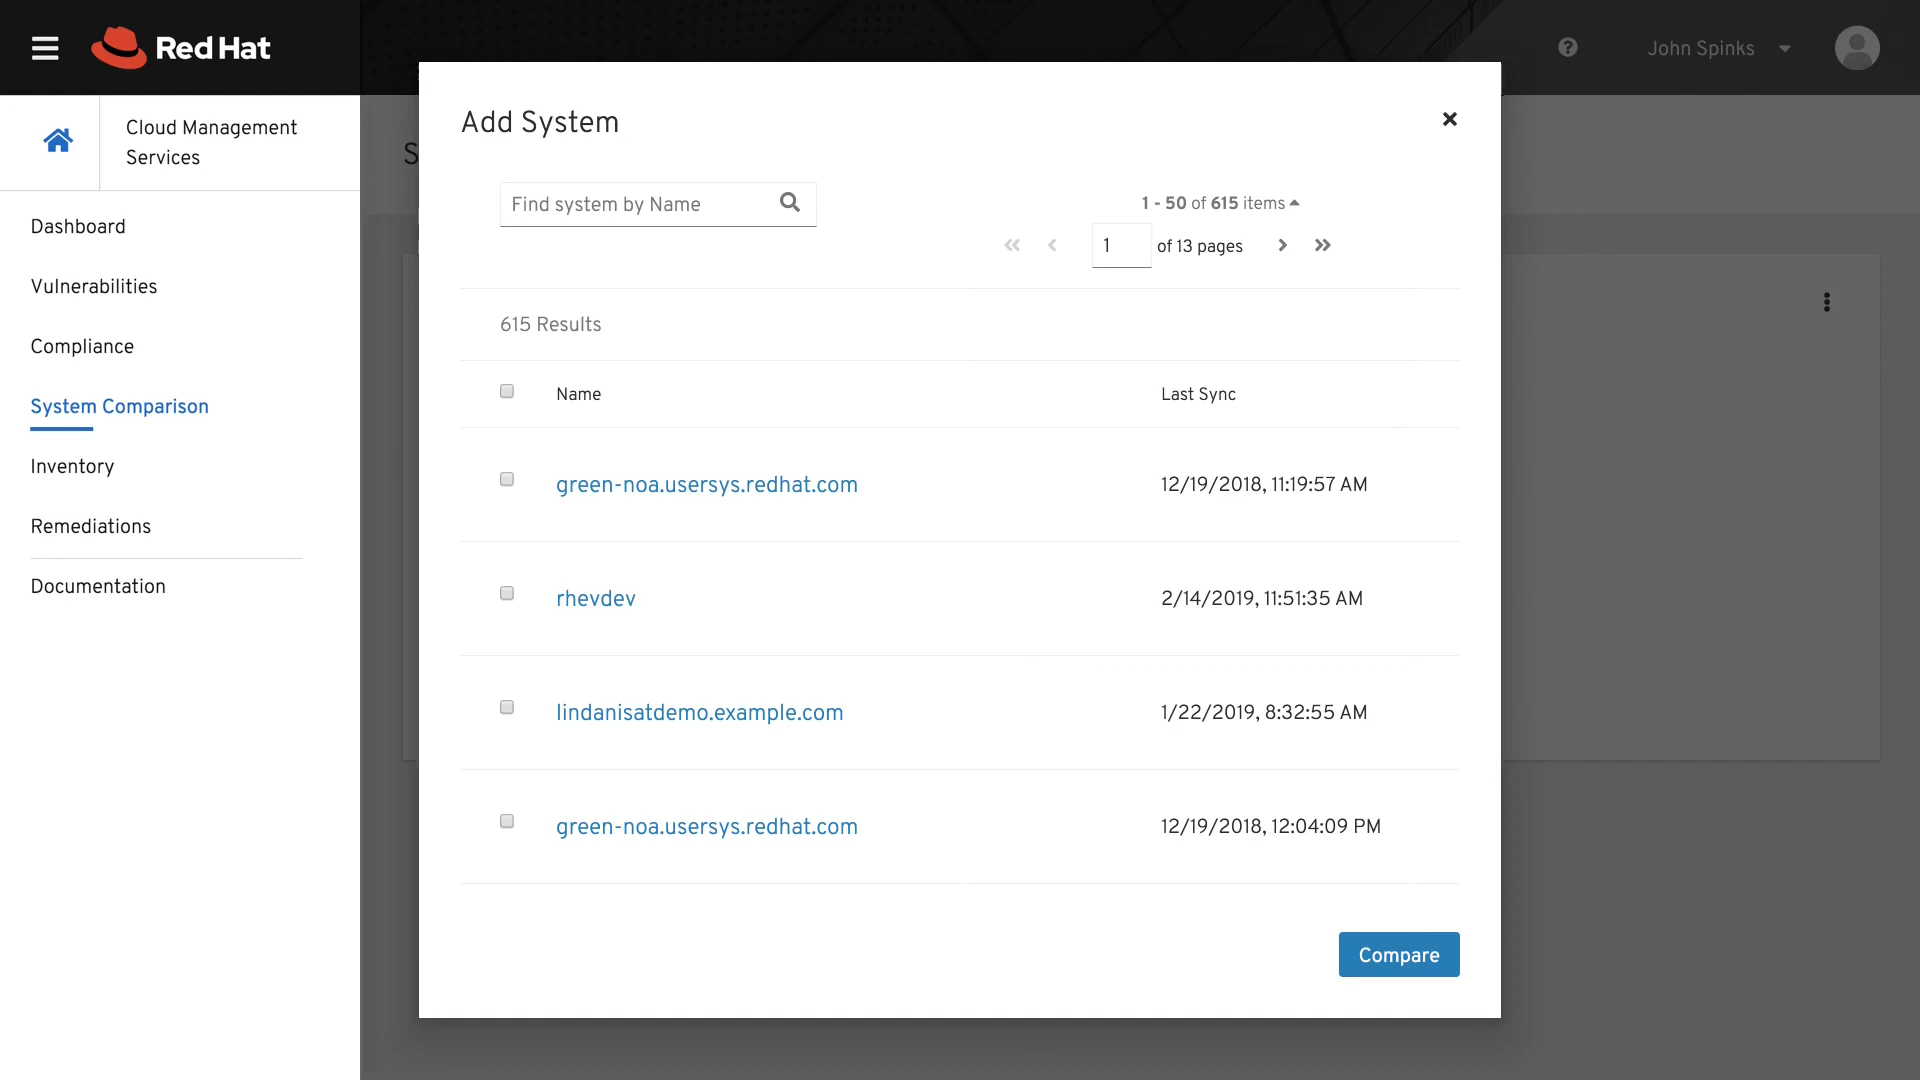 Red Hat
John Spinks
Cloud Management
Services
S
Dashboard
Vulnerabilities
Compliance
System Comparison
Inventory
Remediations
Documentation
Add System
Find system by Name
1 - 50 of 615 items
1 of 13 pages
615 Results
Name Last Sync
green-noa.usersys.redhat.com 12/19/2018, 11:19:57 AM
rhevdev 2/14/2019, 11:51:35 AM
lindanisatdemo.example.com 1/22/2019, 8:32:55 AM
green-noa.usersys.redhat.com 12/19/2018, 12:04:09 PM
Compare